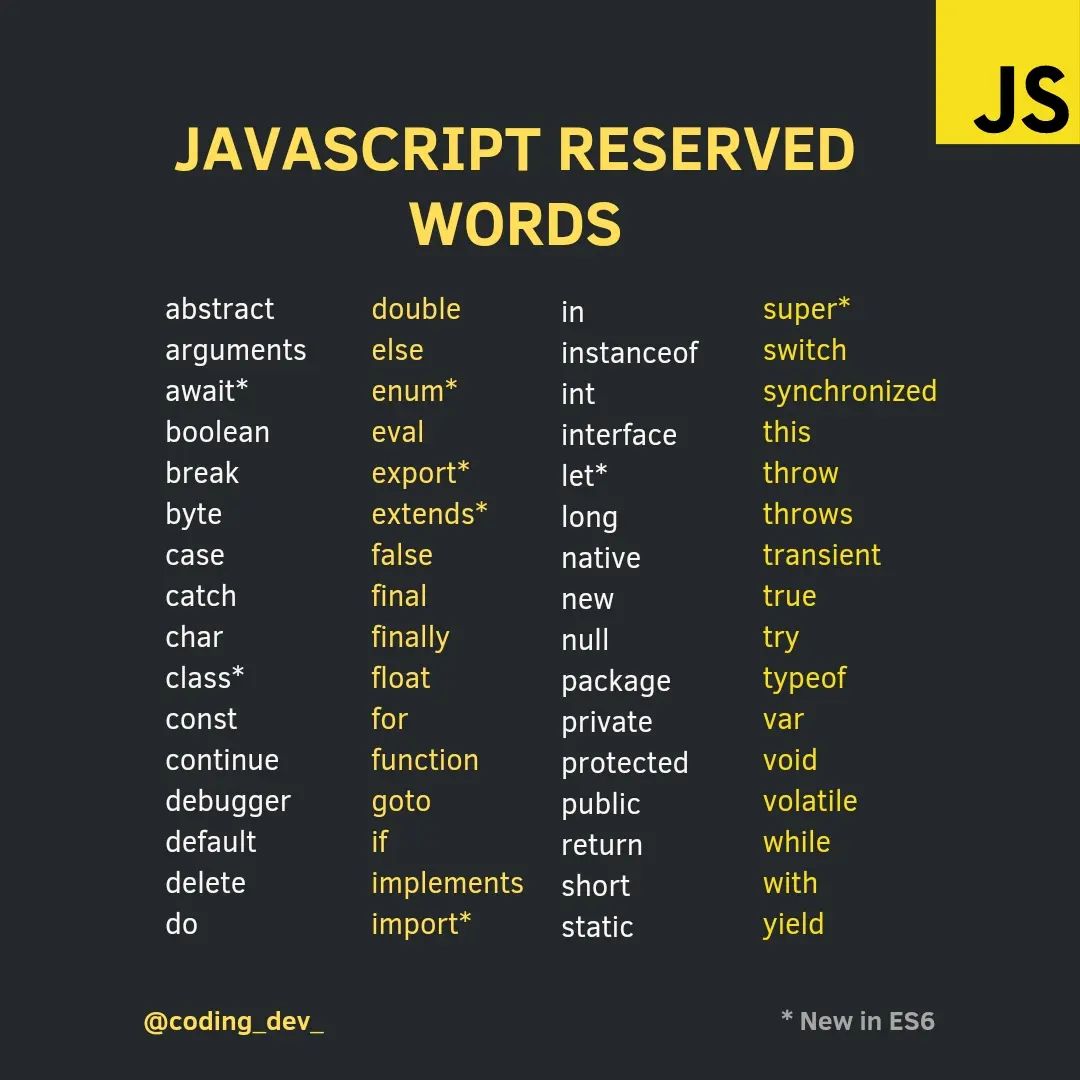 JS
JAVASCRIPT RESERVED
WORDS
abstract
arguments
await*
boolean
break
byte
case
catch
char
class*
const
continue
debugger
default
delete
do
double
else
enum*
eval
export*
extends*
false
final
finally
float
for
function
goto
if
implements
import*
in
instanceof
int
interface
let*
long
native
new
null
package
private
protected
public
return
short
static
super*
switch
synchronized
this
throw
throws
transient
true
try
typeof
var
void
volatile
while
with
yield
@coding_dev_
* New in ES6